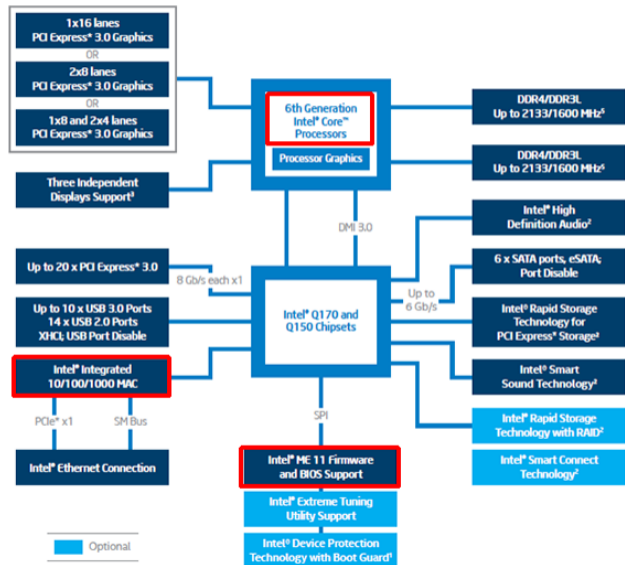 1x16 lanes
PCI Express* 3.0 Graphics
OR
2x8 lanes
PCI Express* 3.0 Graphics
OR
1x8 and 2x4 lanes
PCI Express* 3.0 Graphics
6th Generation
Intel® Core™
Processors
Processor Graphics
DDR4/DDR3L
Up to 2133/1600 MHz⁵
DDR4/DDR3L
Up to 2133/1600 MHz⁵
Three Independent
Displays Support³
DMI 3.0
Intel® High
Definition Audio²
Up to 20 x PCI Express* 3.0
8 Gb/s each x1
6 x SATA ports, eSATA;
Port Disable
Up to
6 Gb/s
Up to 10 x USB 3.0 Ports
14 x USB 2.0 Ports
XHCI; USB Port Disable
Intel® Q170 and
Q150 Chipsets
Intel® Rapid Storage
Technology for
PCI Express* Storage²
Intel® Integrated
10/100/1000 MAC
Intel® Smart
Sound Technology²
PCIe* x1
SM Bus
SPI
Intel® Rapid Storage
Technology with RAID²
Intel® Ethernet Connection
Intel® ME 11 Firmware
and BIOS Support
Intel® Smart Connect
Technology²
Intel® Extreme Tuning
Utility Support
Intel® Device Protection
Technology with Boot Guard¹
Optional